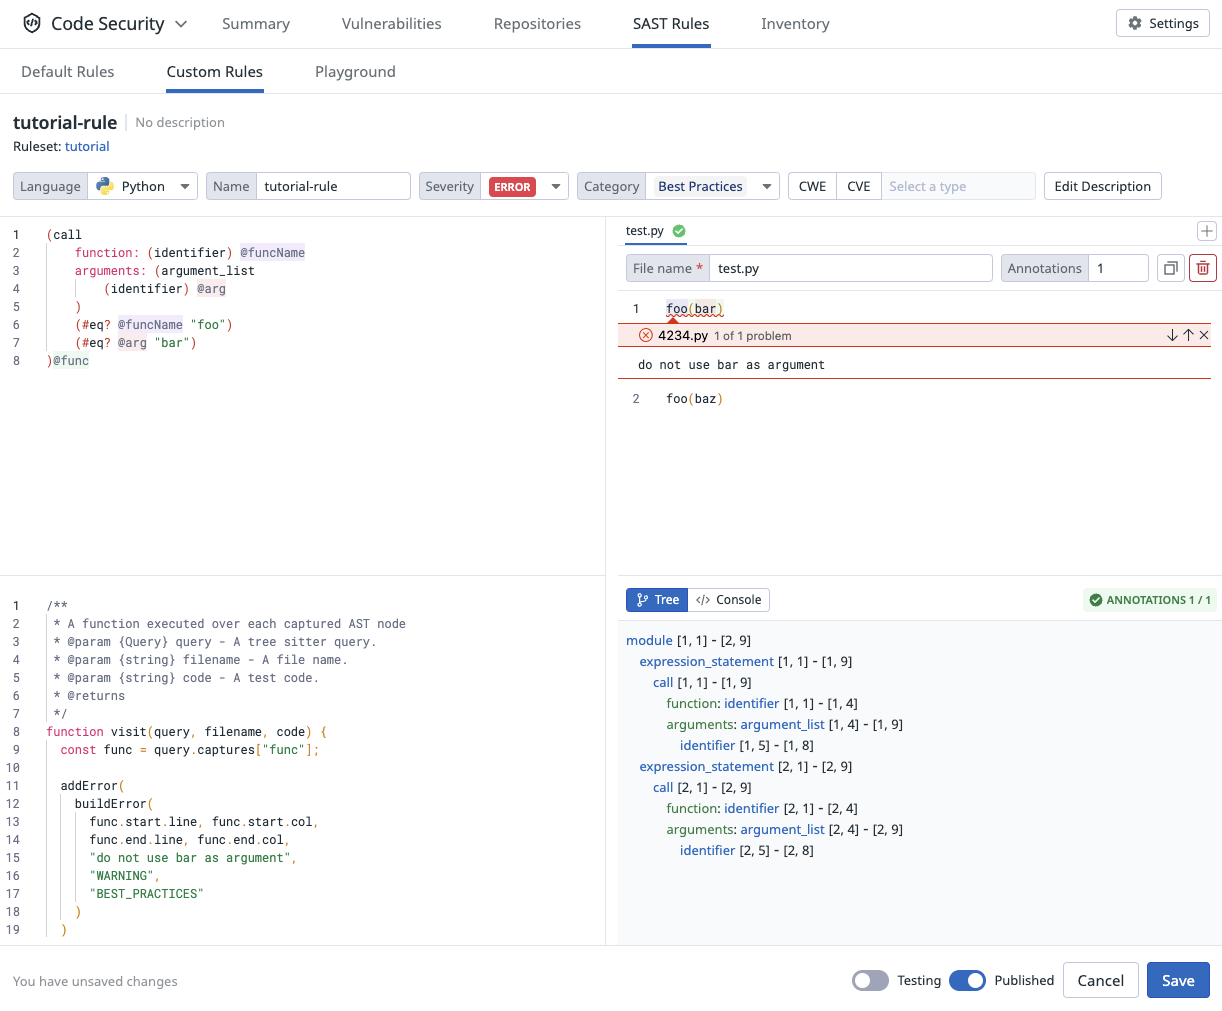 Code Security Summary Vulnerabilities Repositories SAST Rules Inventory Settings
Default Rules Custom Rules Playground
tutorial-rule No description
Ruleset: tutorial
Language Python Name tutorial-rule Severity ERROR Category Best Practices CWE CVE Select a type Edit Description
1 (call
2 function: (identifier) @funcName
3 arguments: (argument_list
4 (identifier) @arg
5 )
6 (#eq? @funcName "foo")
7 (#eq? @arg "bar")
8 )@func
test.py
File name * test.py Annotations 1
1 foo(bar)
4234.py 1 of 1 problem
do not use bar as argument
2 foo(baz)
1 /**
2 * A function executed over each captured AST node
3 * @param {Query} query - A tree sitter query.
4 * @param {string} filename - A file name.
5 * @param {string} code - A test code.
6 * @returns
7 */
8 function visit(query, filename, code) {
9 const func = query.captures["func"];
10
11 addError(
12 buildError(
13 func.start.line, func.start.col,
14 func.end.line, func.end.col,
15 "do not use bar as argument",
16 "WARNING",
17 "BEST_PRACTICES"
18 )
19 )
Tree </> Console ANNOTATIONS 1 / 1
module [1, 1] - [2, 9]
expression_statement [1, 1] - [1, 9]
call [1, 1] - [1, 9]
function: identifier [1, 1] - [1, 4]
arguments: argument_list [1, 4] - [1, 9]
identifier [1, 5] - [1, 8]
expression_statement [2, 1] - [2, 9]
call [2, 1] - [2, 9]
function: identifier [2, 1] - [2, 4]
arguments: argument_list [2, 4] - [2, 9]
identifier [2, 5] - [2, 8]
You have unsaved changes Testing Published Cancel Save